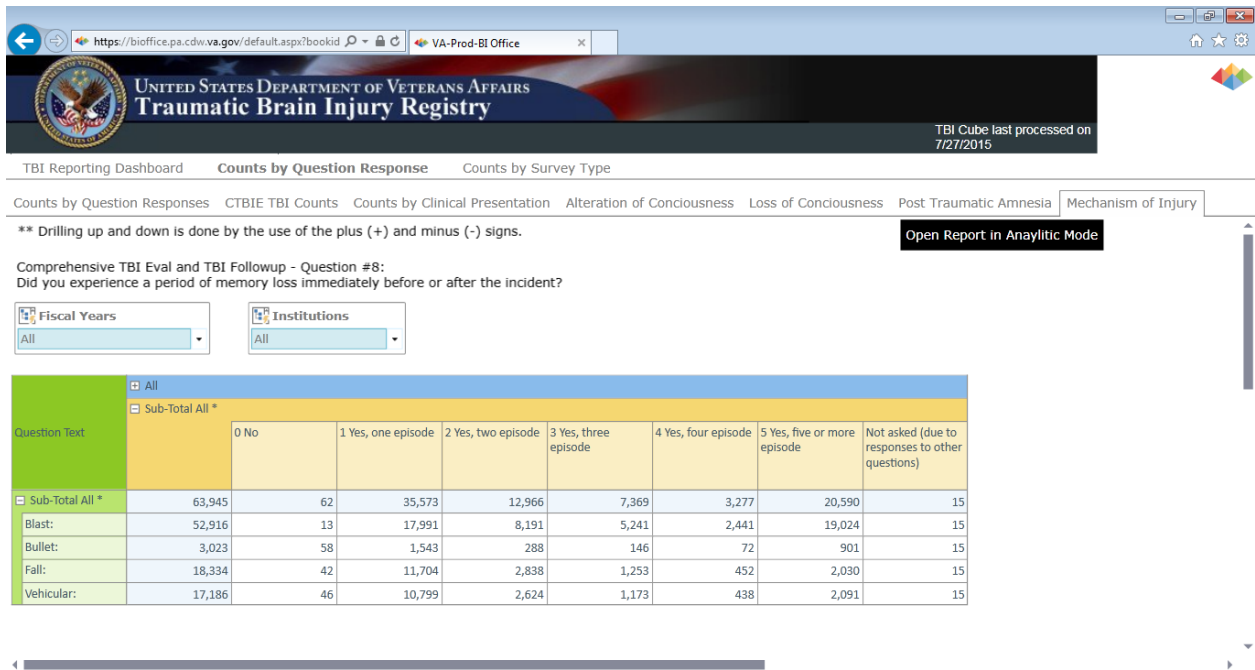 https://bioffice.pa.cdw.va.gov/default.aspx?bookid
VA-Prod-BI Office
UNITED STATES DEPARTMENT OF VETERANS AFFAIRS
Traumatic Brain Injury Registry
TBI Cube last processed on
7/27/2015
TBI Reporting Dashboard Counts by Question Response Counts by Survey Type
Counts by Question Responses CTBIE TBI Counts Counts by Clinical Presentation Alteration of Conciousness Loss of Conciousness Post Traumatic Amnesia Mechanism of Injury
** Drilling up and down is done by the use of the plus (+) and minus (-) signs.
Open Report in Anaylitic Mode
Comprehensive TBI Eval and TBI Followup - Question #8:
Did you experience a period of memory loss immediately before or after the incident?
Fiscal Years Institutions
All All
All
Sub-Total All *
Question Text 0 No 1 Yes, one episode 2 Yes, two episode 3 Yes, three episode 4 Yes, four episode 5 Yes, five or more episode Not asked (due to responses to other questions)
Sub-Total All * 63,945 62 35,573 12,966 7,369 3,277 20,590 15
Blast: 52,916 13 17,991 8,191 5,241 2,441 19,024 15
Bullet: 3,023 58 1,543 288 146 72 901 15
Fall: 18,334 42 11,704 2,838 1,253 452 2,030 15
Vehicular: 17,186 46 10,799 2,624 1,173 438 2,091 15